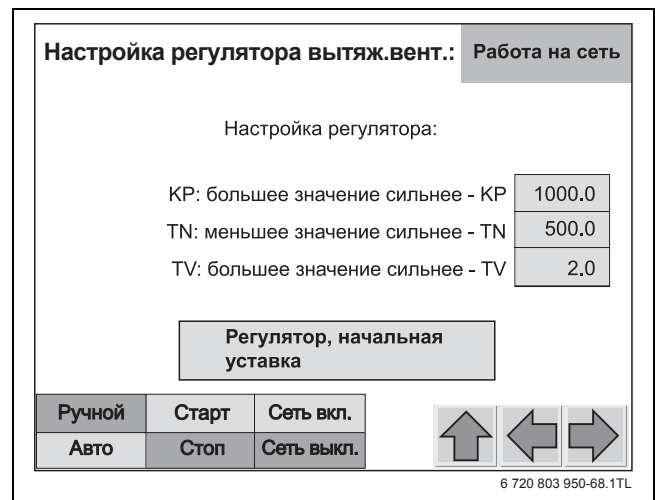 Настройка регулятора вытяж.вент.: Работа на сеть
Настройка регулятора:
KP: большее значение сильнее - KP 1000.0
TN: меньшее значение сильнее - TN 500.0
TV: большее значение сильнее - TV 2.0
Регулятор, начальная
уставка
Ручной Старт Сеть вкл.
Авто Стоп Сеть выкл.
6 720 803 950-68.1TL